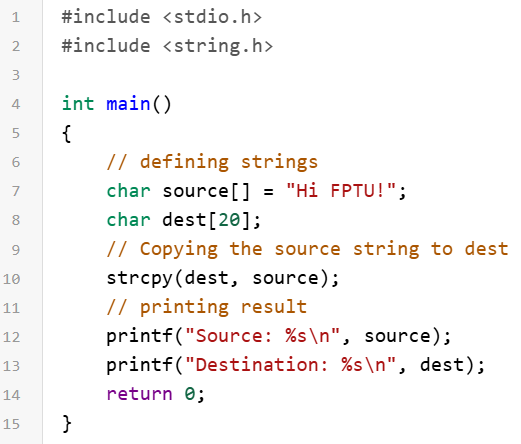 1 #include <stdio.h>
2 #include <string.h>
3
4 int main()
5 {
6     // defining strings
7     char source[] = "Hi FPTU!";
8     char dest[20];
9     // Copying the source string to dest
10     strcpy(dest, source);
11     // printing result
12     printf("Source: %s\n", source);
13     printf("Destination: %s\n", dest);
14     return 0;
15 }